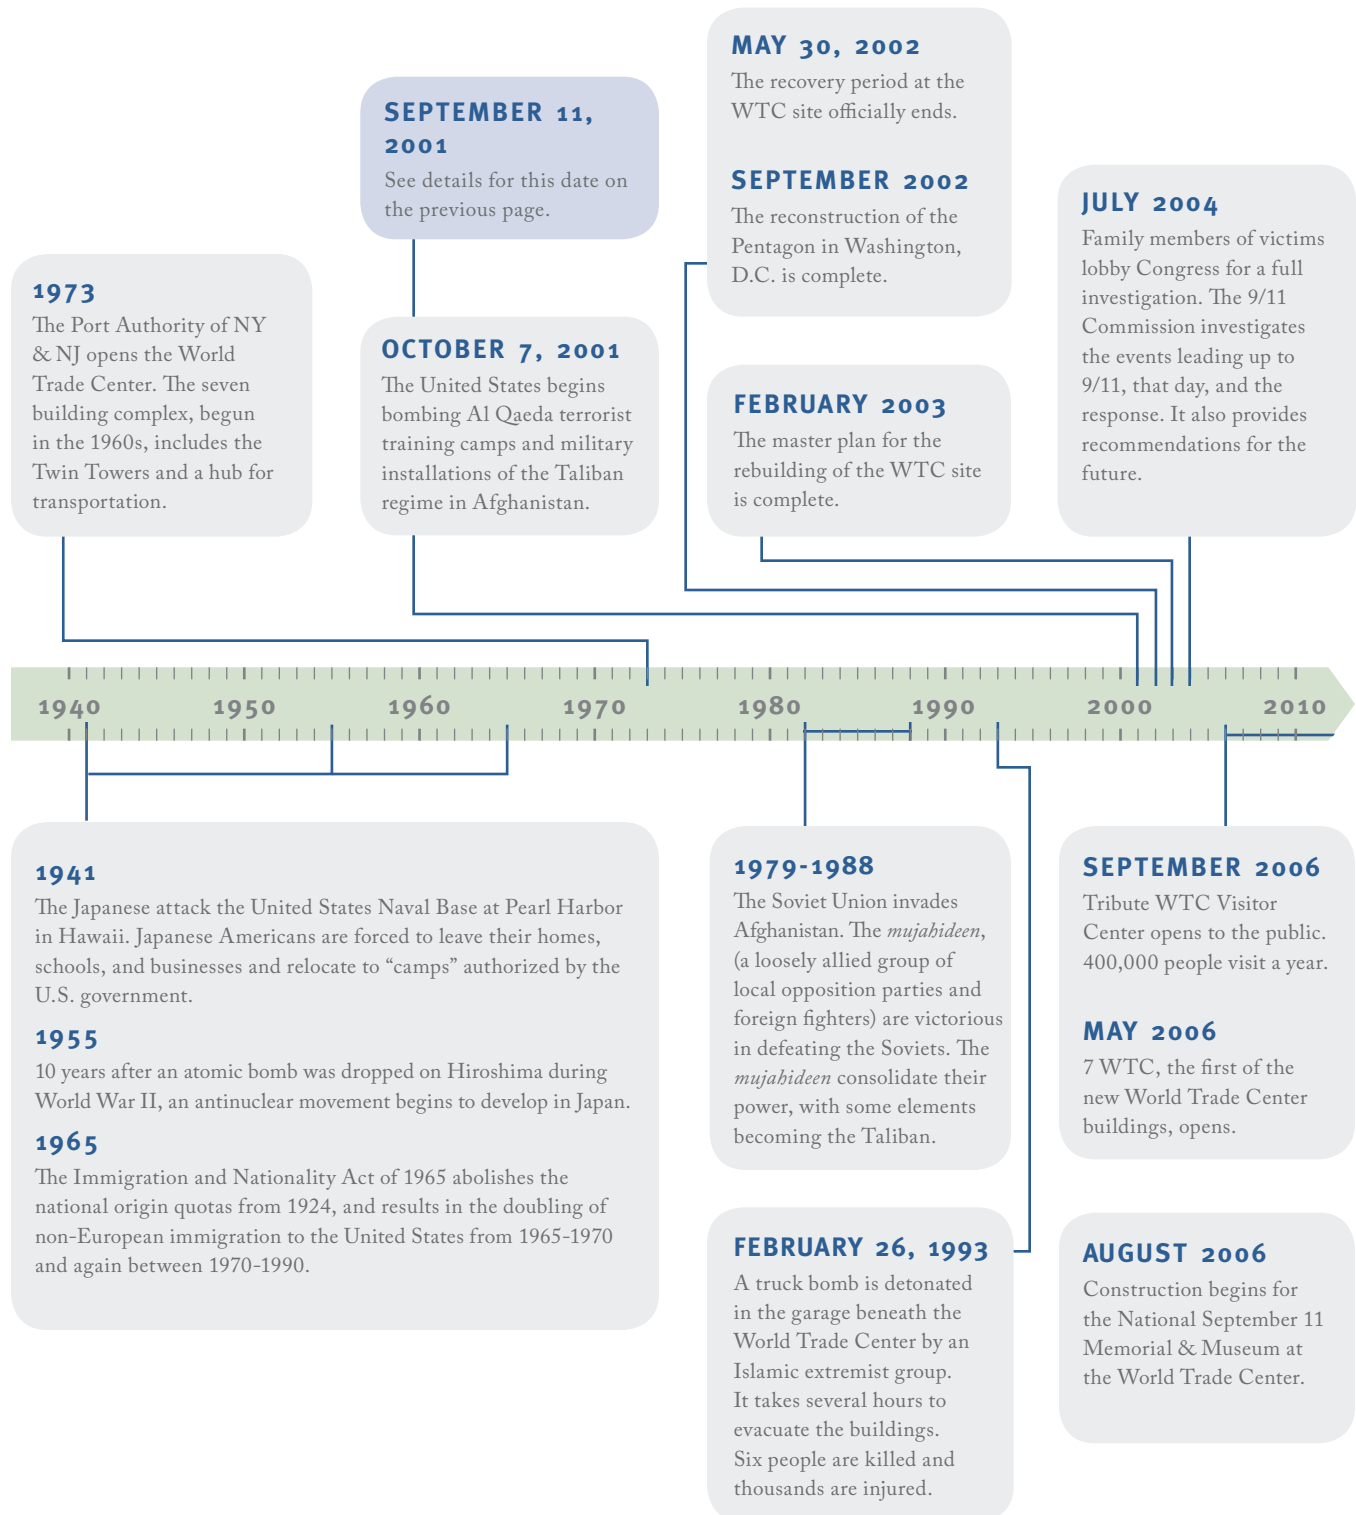 1973
The Port Authority of NY
& NJ opens the World
Trade Center. The seven
building complex, begun
in the 1960s, includes the
Twin Towers and a hub for
transportation.
SEPTEMBER 11,
2001
See details for this date on
the previous page.
OCTOBER 7, 2001
The United States begins
bombing Al Qaeda terrorist
training camps and military
installations of the Taliban
regime in Afghanistan.
MAY 30, 2002
The recovery period at the
WTC site officially ends.
SEPTEMBER 2002
The reconstruction of the
Pentagon in Washington,
D.C. is complete.
FEBRUARY 2003
The master plan for the
rebuilding of the WTC site
is complete.
JULY 2004
Family members of victims
lobby Congress for a full
investigation. The 9/11
Commission investigates
the events leading up to
9/11, that day, and the
response. It also provides
recommendations for the
future.
1940 1950 1960 1970 1980 1990 2000 2010
1941
The Japanese attack the United States Naval Base at Pearl Harbor
in Hawaii. Japanese Americans are forced to leave their homes,
schools, and businesses and relocate to “camps” authorized by the
U.S. government.
1955
10 years after an atomic bomb was dropped on Hiroshima during
World War II, an antinuclear movement begins to develop in Japan.
1965
The Immigration and Nationality Act of 1965 abolishes the
national origin quotas from 1924, and results in the doubling of
non-European immigration to the United States from 1965-1970
and again between 1970-1990.
1979-1988
The Soviet Union invades
Afghanistan. The mujahideen,
(a loosely allied group of
local opposition parties and
foreign fighters) are victorious
in defeating the Soviets. The
mujahideen consolidate their
power, with some elements
becoming the Taliban.
FEBRUARY 26, 1993
A truck bomb is detonated
in the garage beneath the
World Trade Center by an
Islamic extremist group.
It takes several hours to
evacuate the buildings.
Six people are killed and
thousands are injured.
SEPTEMBER 2006
Tribute WTC Visitor
Center opens to the public.
400,000 people visit a year.
MAY 2006
7 WTC, the first of the
new World Trade Center
buildings, opens.
AUGUST 2006
Construction begins for
the National September 11
Memorial & Museum at
the World Trade Center.